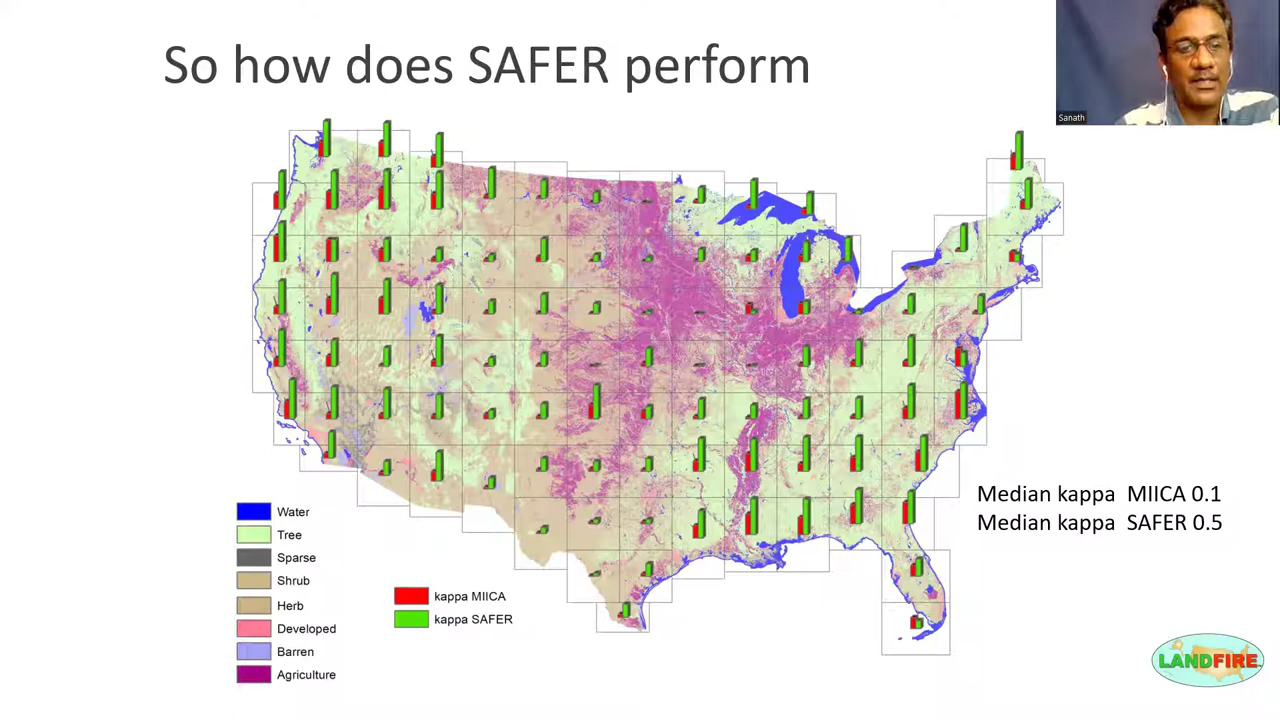 So how does SAFER perform
Sanath
Median kappa MIICA 0.1
Median kappa SAFER 0.5
Water
Tree
Sparse
Shrub
Herb
Developed
Barren
Agriculture
kappa MIICA
kappa SAFER
LANDFIRE